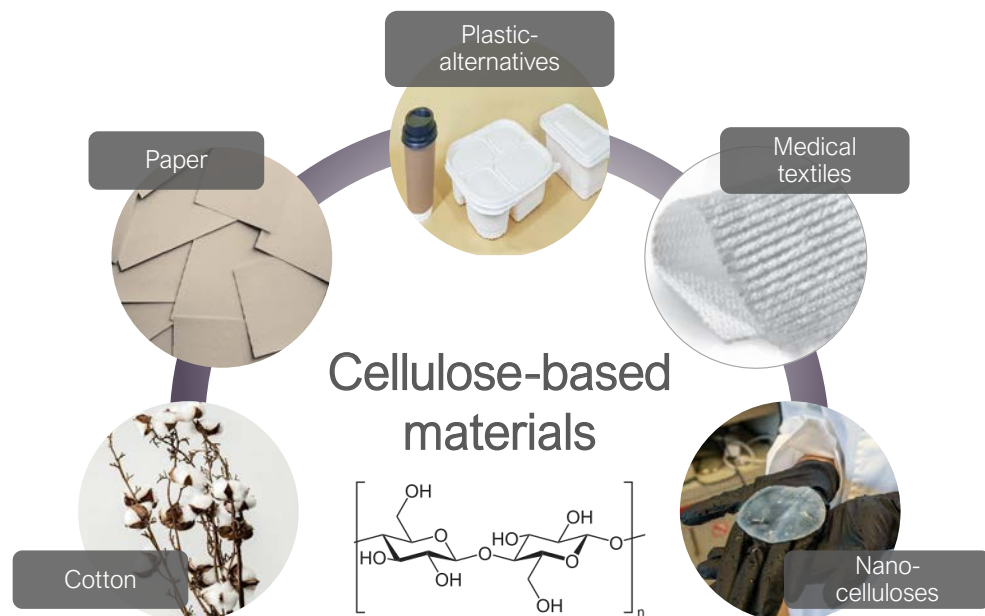 Plastic-
alternatives
Paper
Medical
textiles
Cellulose-based
materials
OH
O
HO
OH
O
HO
OH
O
OH
O
n
Cotton
Nano-
celluloses